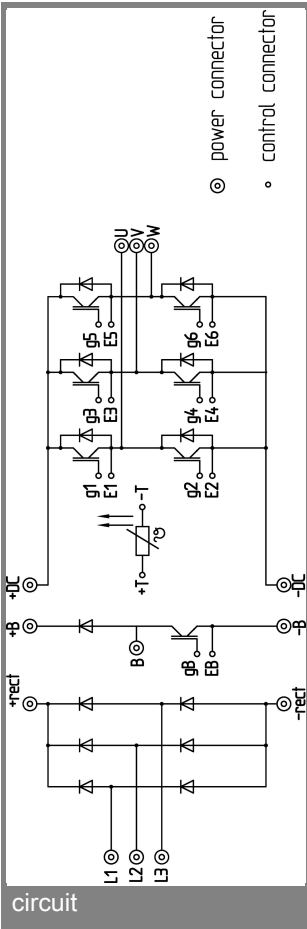 +rect
+B
+DC
g1
g3
g5
E1
E3
E5
L1
U
L2
B
+T
-T
V
L3
ϑ
W
gB
g2
g4
g6
EB
E2
E4
E6
power connector
control connector
-rect
-B
-DC
circuit